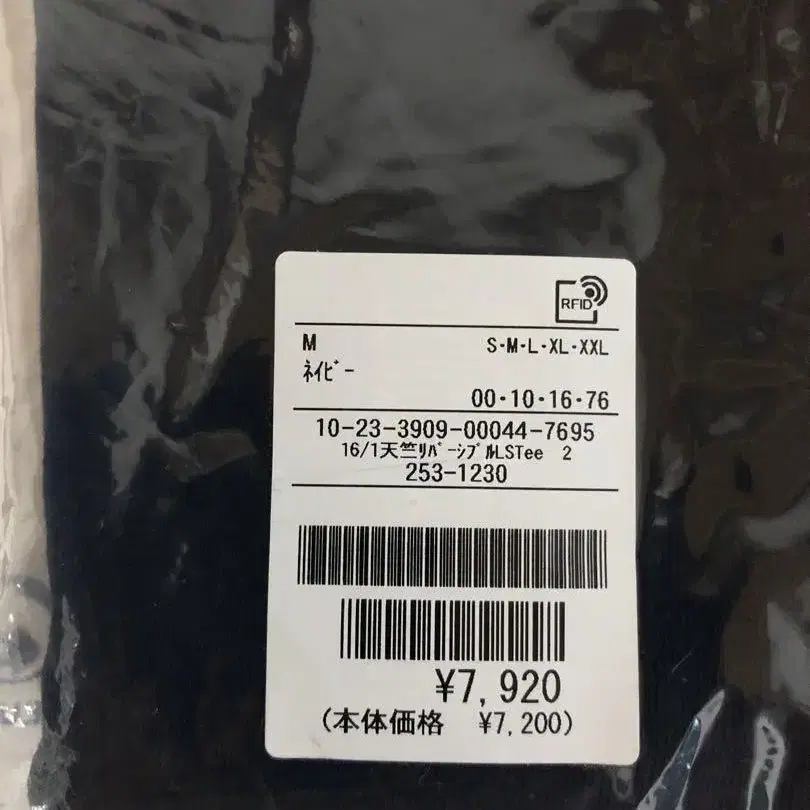 RFID
M S・M・L・XL・XXL
ﾈｲﾋﾞｰ
00・10・16・76
10-23-3909-00044-7695
16/1天竺ﾘﾊﾞｰｼﾌﾞﾙLSTee 2
253-1230
¥7,920
(本体価格 ¥7,200)